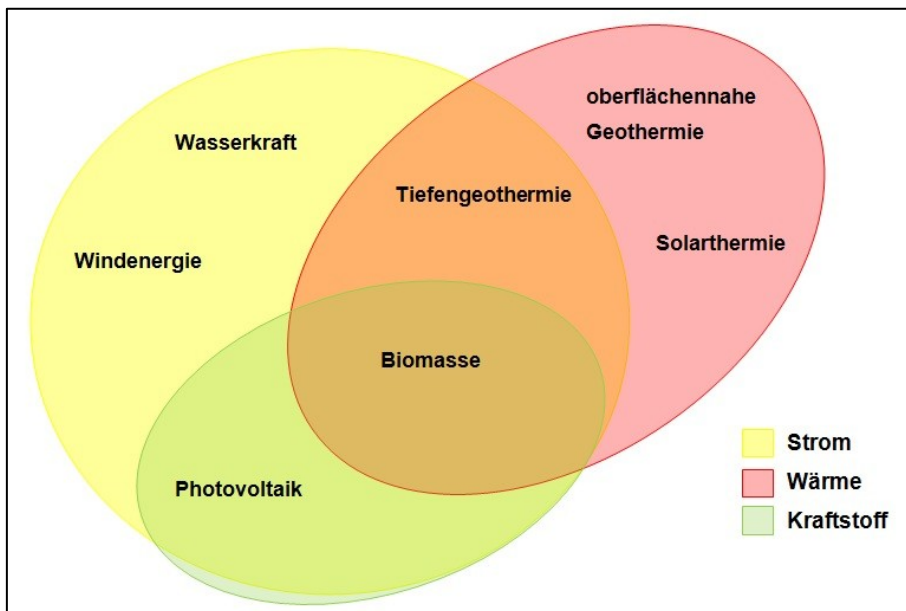 oberflächennahe
Geothermie
Wasserkraft
Tiefengeothermie
Solarthermie
Windenergie
Biomasse
Photovoltaik
Strom
Wärme
Kraftstoff